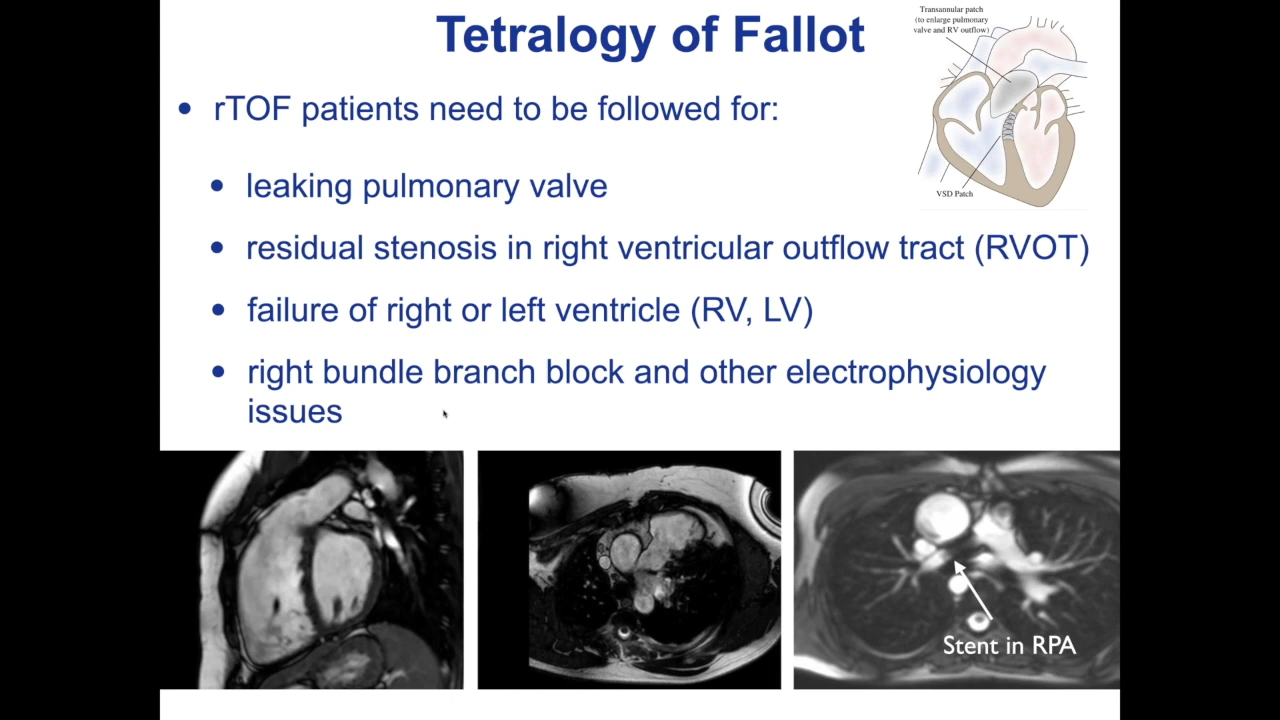 Tetralogy of Fallot
Transannular patch
(to enlarge pulmonary
valve and RV outflow)
VSD Patch
• rTOF patients need to be followed for:
• leaking pulmonary valve
• residual stenosis in right ventricular outflow tract (RVOT)
• failure of right or left ventricle (RV, LV)
• right bundle branch block and other electrophysiology
issues
Stent in RPA